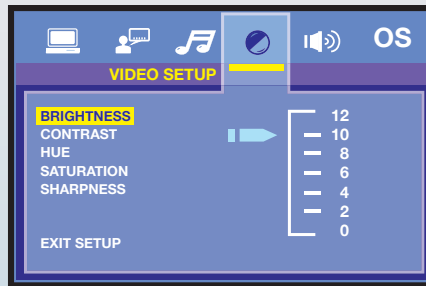 OS
VIDEO SETUP
BRIGHTNESS
CONTRAST
HUE
SATURATION
SHARPNESS
EXIT SETUP
12
10
8
6
4
2
0